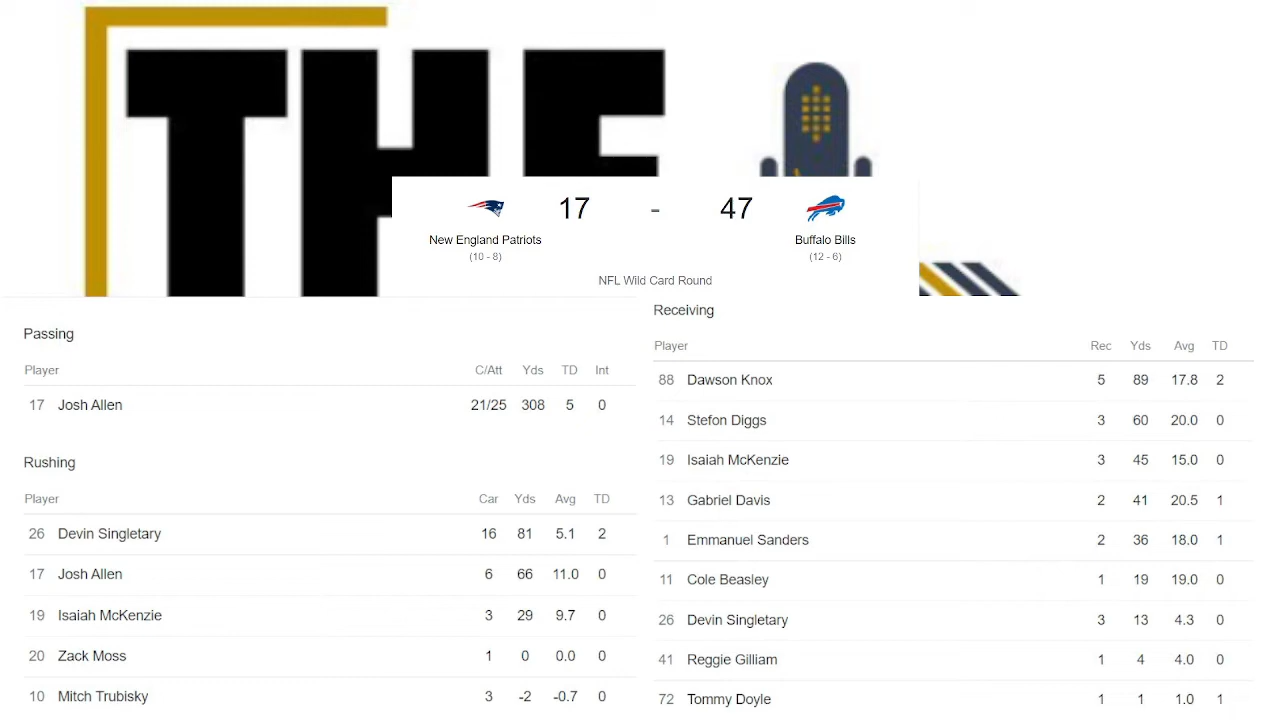 THE
17 - 47
New England Patriots Buffalo Bills
(10 - 8) (12 - 6)
NFL Wild Card Round
Passing
Player C/Att Yds TD Int
17 Josh Allen 21/25 308 5 0
Rushing
Player Car Yds Avg TD
26 Devin Singletary 16 81 5.1 2
17 Josh Allen 6 66 11.0 0
19 Isaiah McKenzie 3 29 9.7 0
20 Zack Moss 1 0 0.0 0
10 Mitch Trubisky 3 -2 -0.7 0
Receiving
Player Rec Yds Avg TD
88 Dawson Knox 5 89 17.8 2
14 Stefon Diggs 3 60 20.0 0
19 Isaiah McKenzie 3 45 15.0 0
13 Gabriel Davis 2 41 20.5 1
1 Emmanuel Sanders 2 36 18.0 1
11 Cole Beasley 1 19 19.0 0
26 Devin Singletary 3 13 4.3 0
41 Reggie Gilliam 1 4 4.0 0
72 Tommy Doyle 1 1 1.0 1